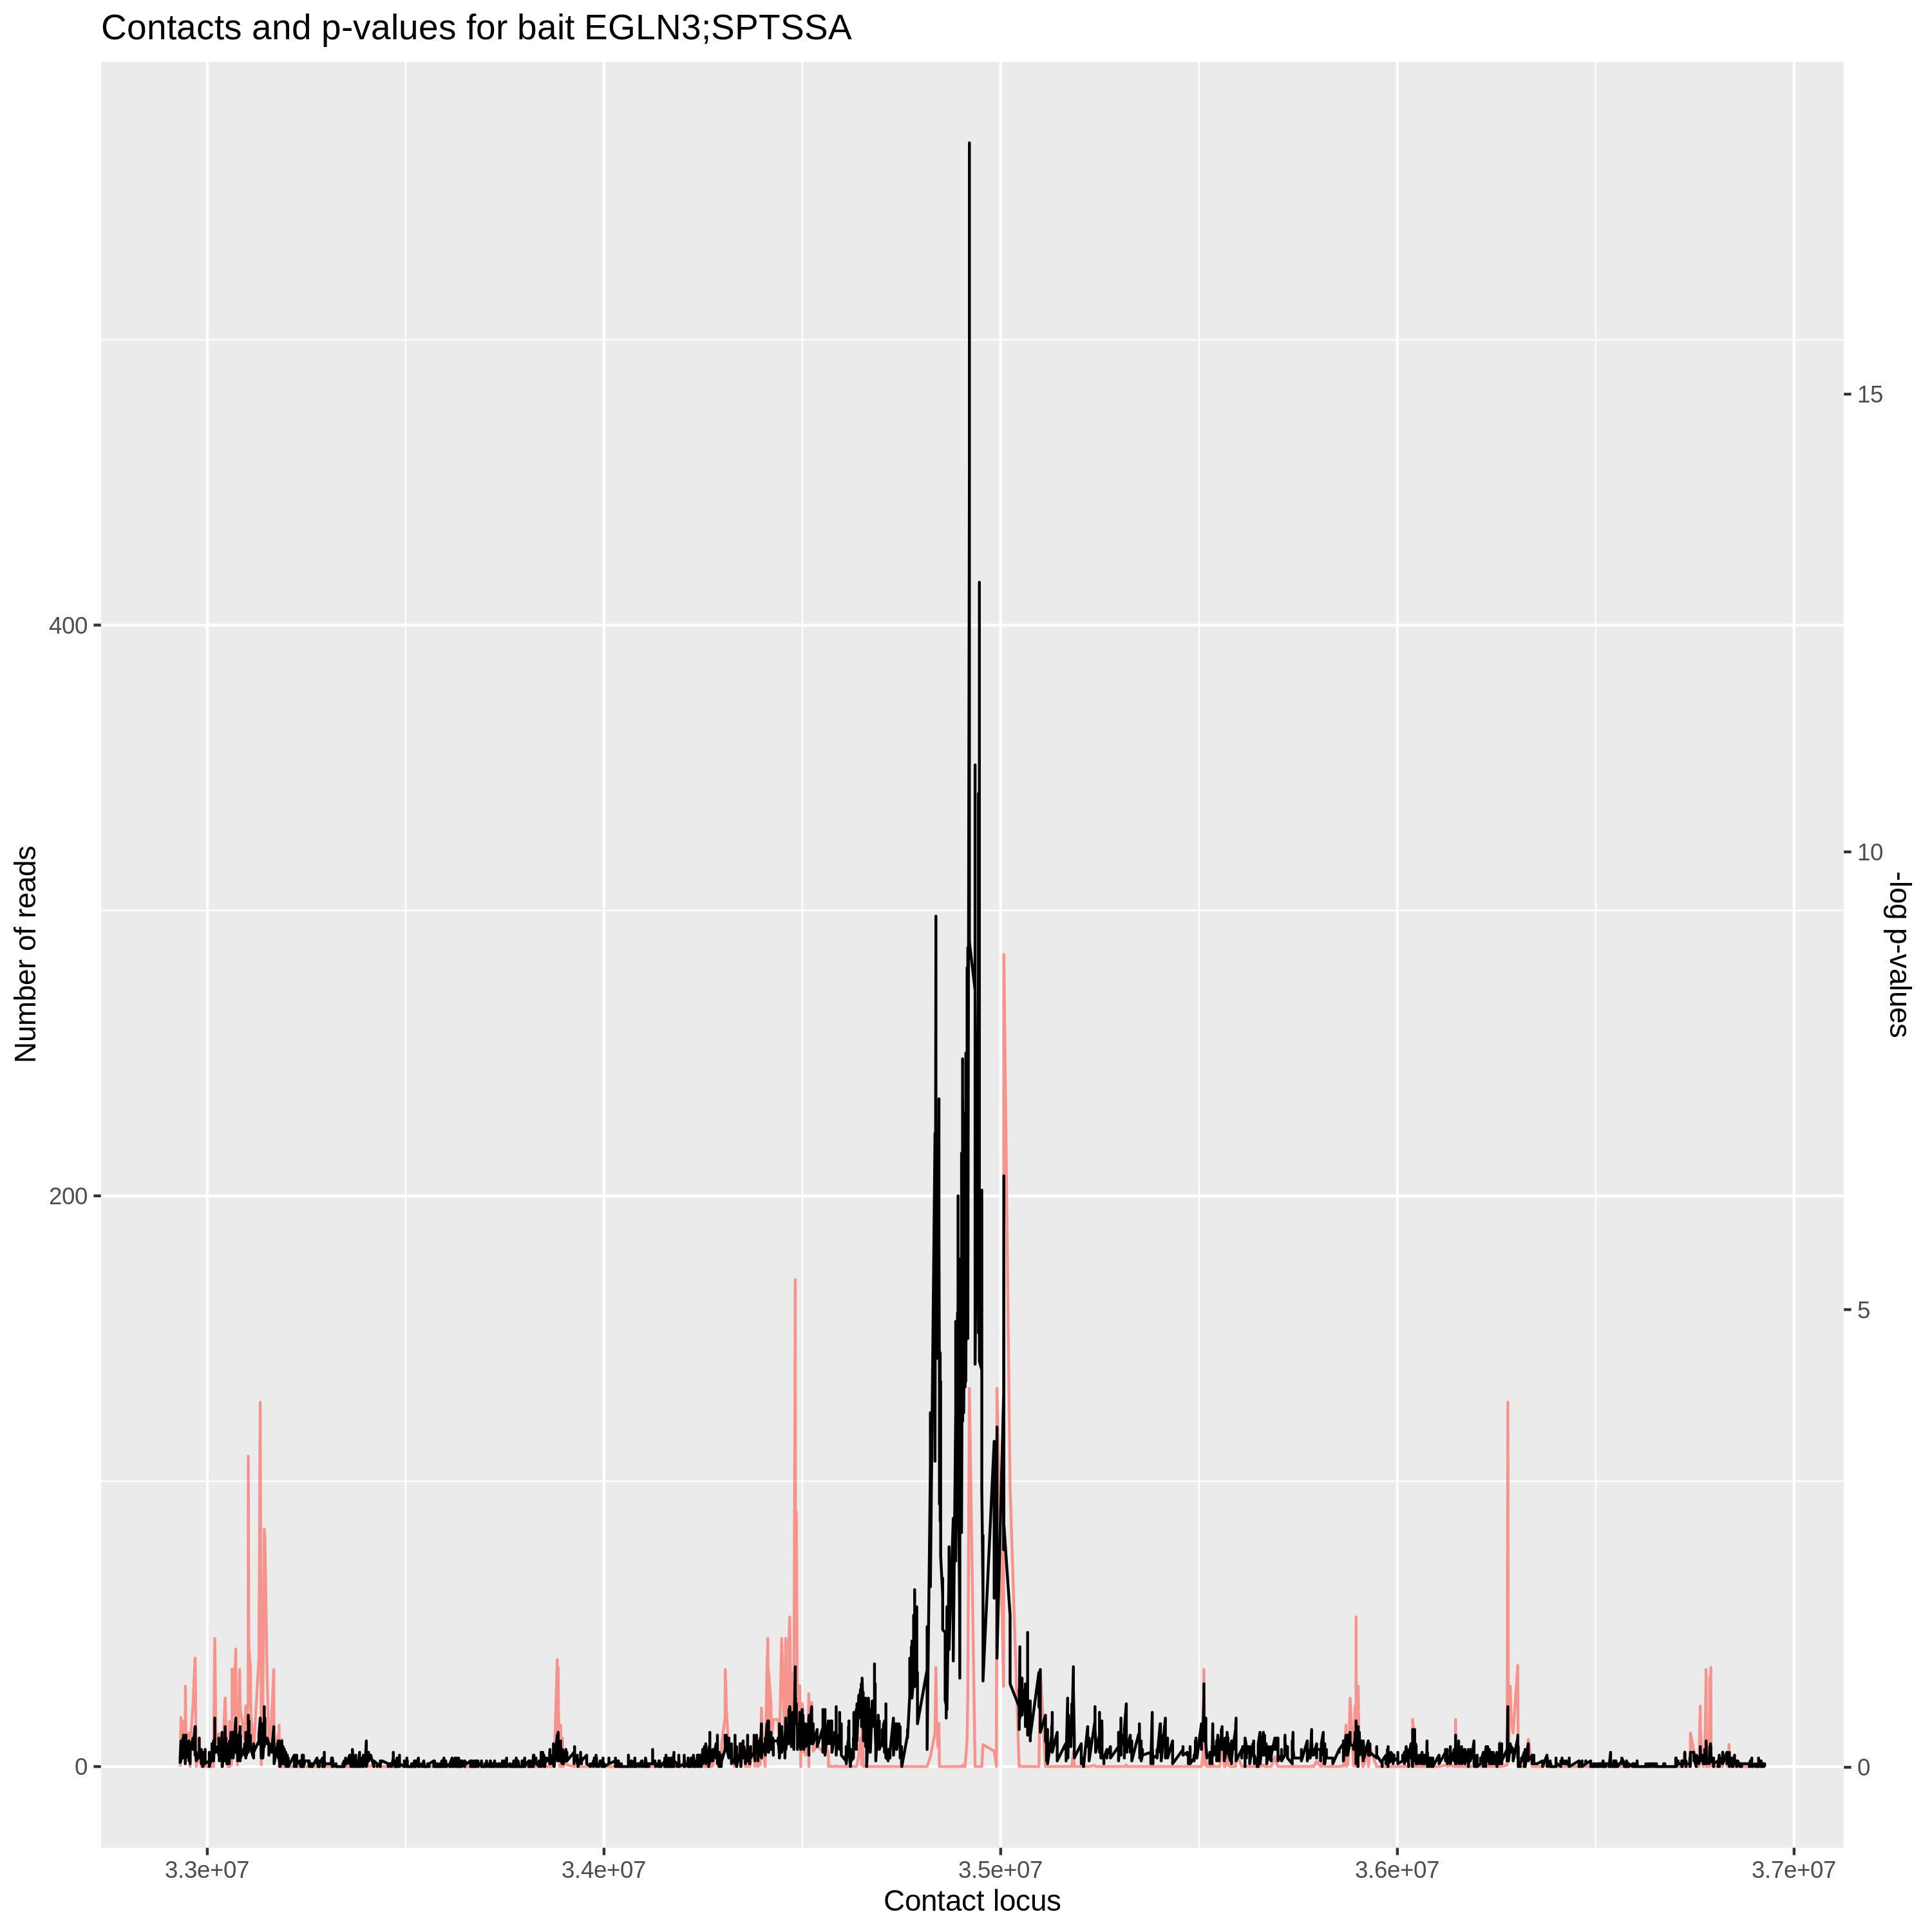 Contacts and p-values for bait EGLN3;SPTSSA
400
200
0
Number of reads
15
10
5
0
-log p-values
3.3e+07
3.4e+07
3.5e+07
3.6e+07
3.7e+07
Contact locus